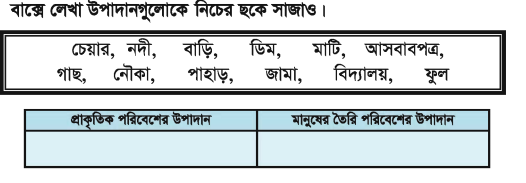 বাক্সে লেখা উপাদানগুলোকে নিচের ছকে সাজাও।
চেয়ার, নদী, বাড়ি, ডিম, মাটি, আসবাবপত্র,
গাছ, নৌকা, পাহাড়, জামা, বিদ্যালয়, ফুল
প্রাকৃতিক পরিবেশের উপাদান মানুষের তৈরি পরিবেশের উপাদান